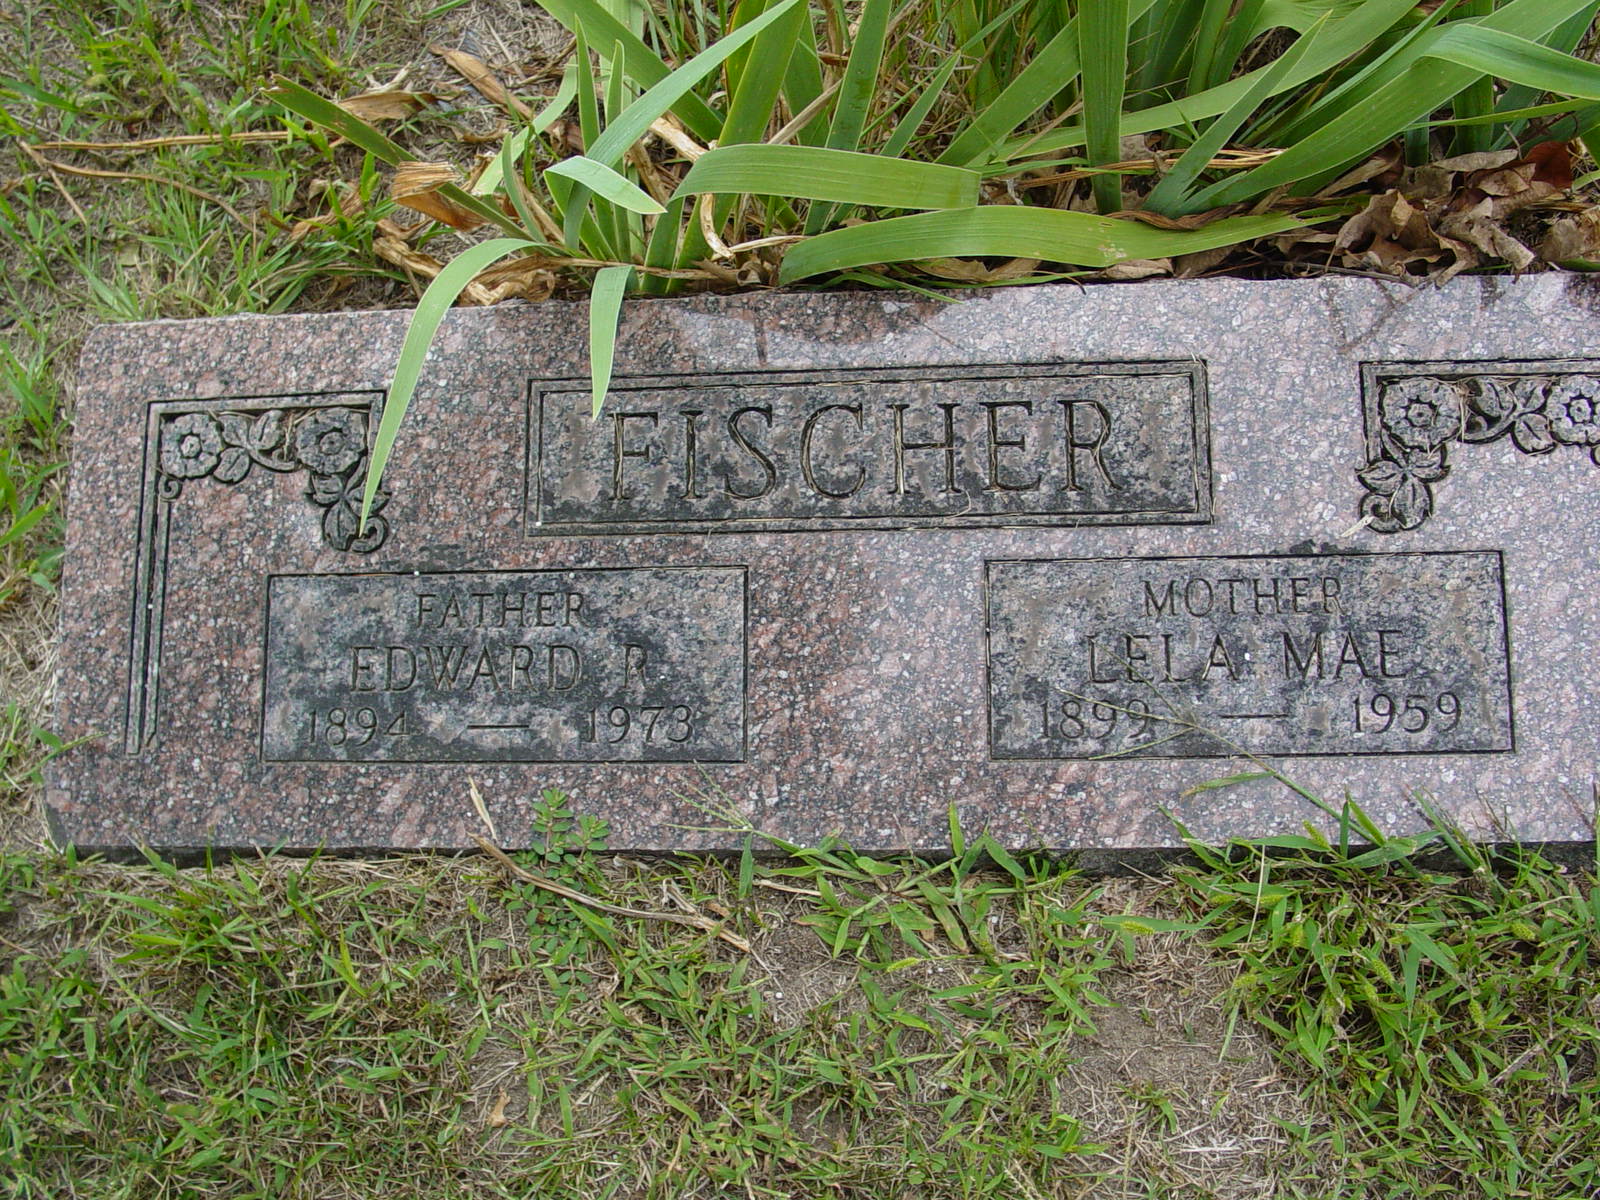 FISCHER
FATHER
EDWARD R.
1894 — 1973
MOTHER
LELA MAE
1899 — 1959